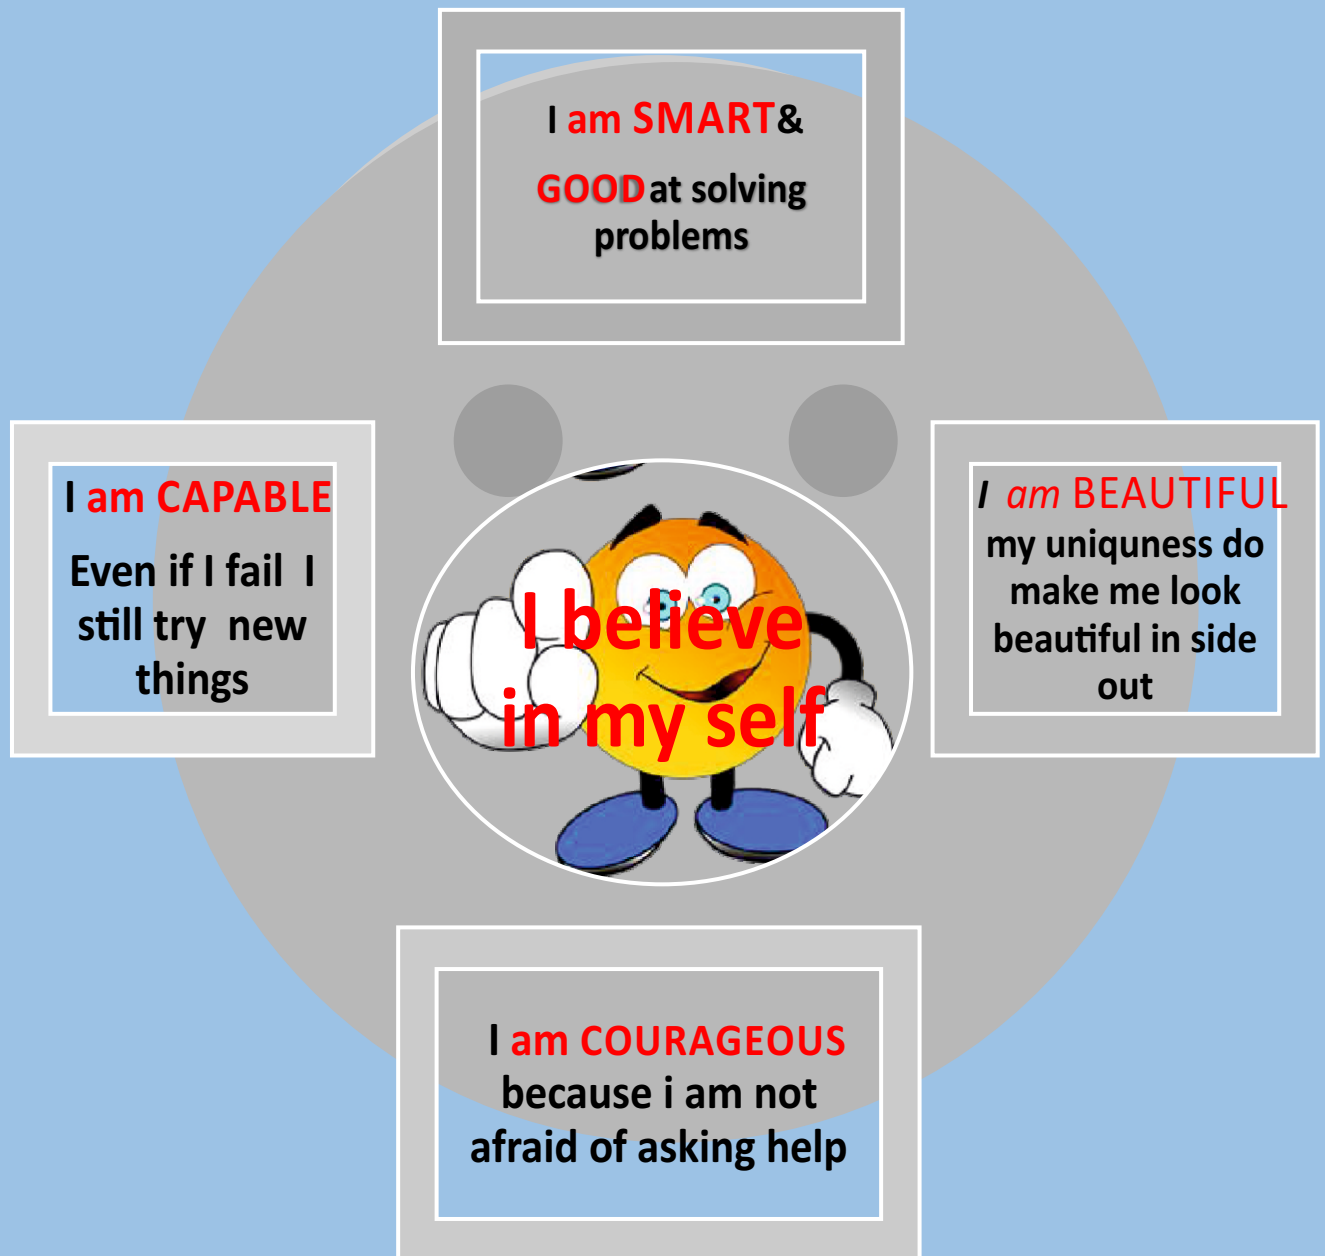 I am SMART&
GOOD at solving
problems
I am CAPABLE
Even if I fail I
still try new
things
I believe
in my self
I am BEAUTIFUL
my uniquness do
make me look
beautiful in side
out
I am COURAGEOUS
because i am not
afraid of asking help